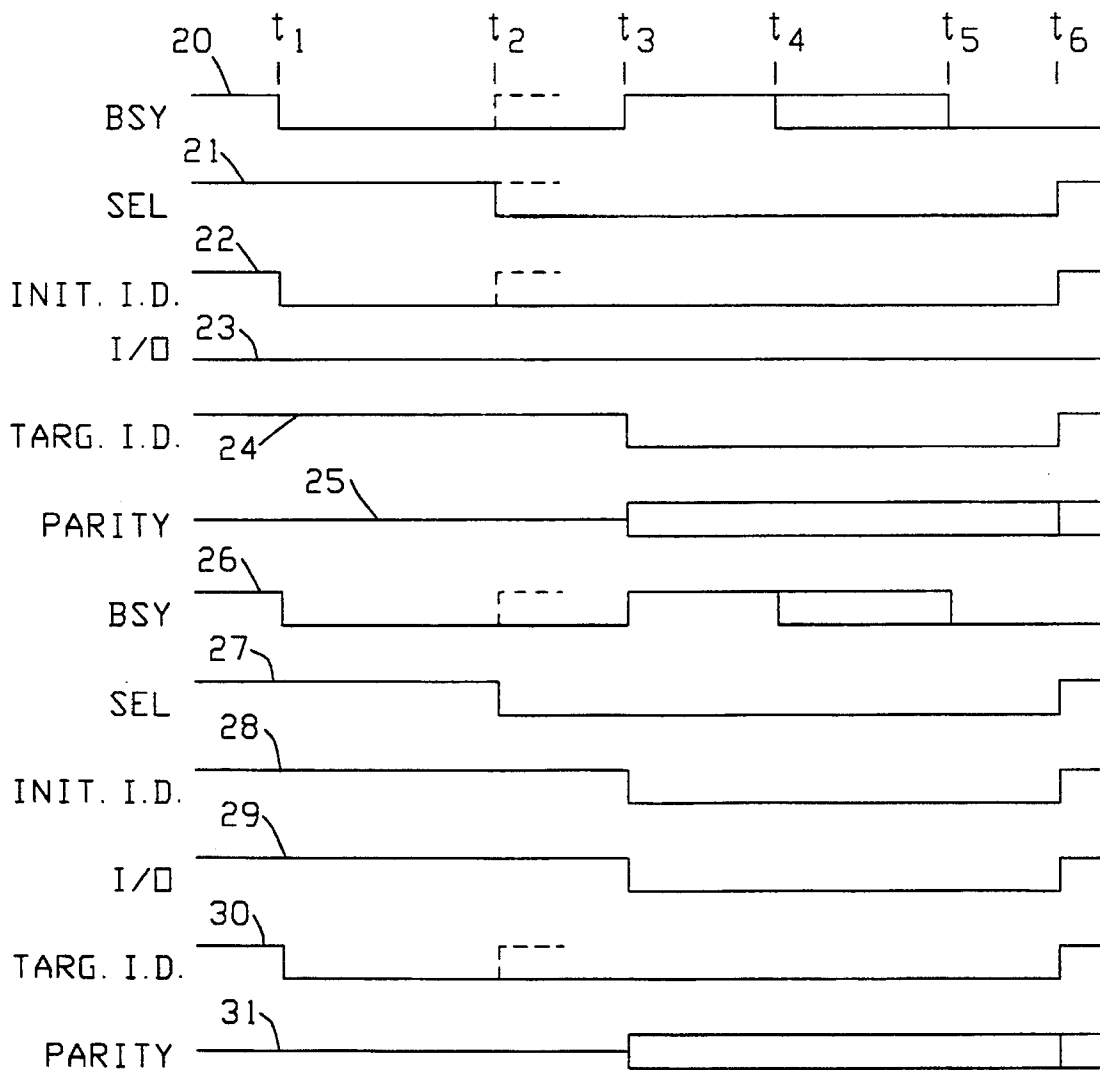 t1 t2 t3 t4 t5 t6
20
BSY
21
SEL
22
INIT. I.D.
23
I/O
TARG. I.D.
24
25
PARITY
26
BSY
27
SEL
28
INIT. I.D.
29
I/O
30
TARG. I.D.
31
PARITY